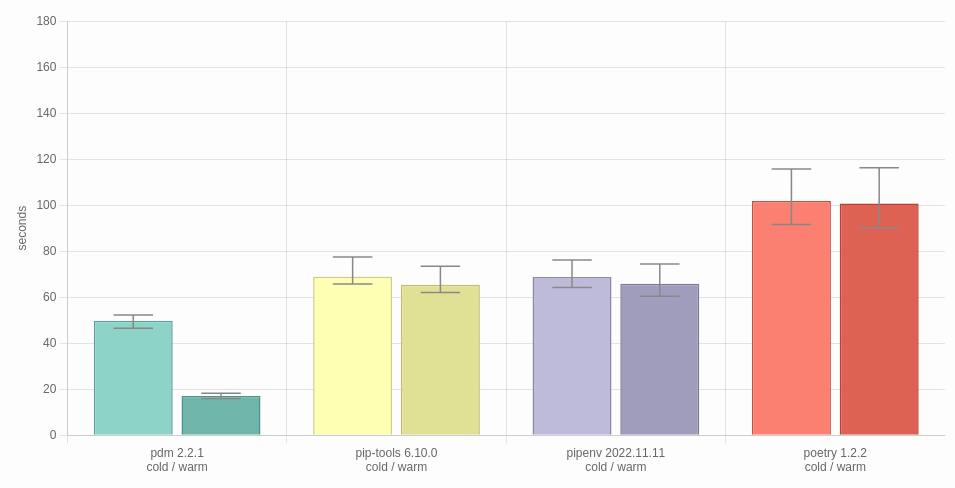 180
160
140
120
100
80
60
40
20
0
seconds
pdm 2.2.1
cold / warm
pip-tools 6.10.0
cold / warm
pipenv 2022.11.11
cold / warm
poetry 1.2.2
cold / warm